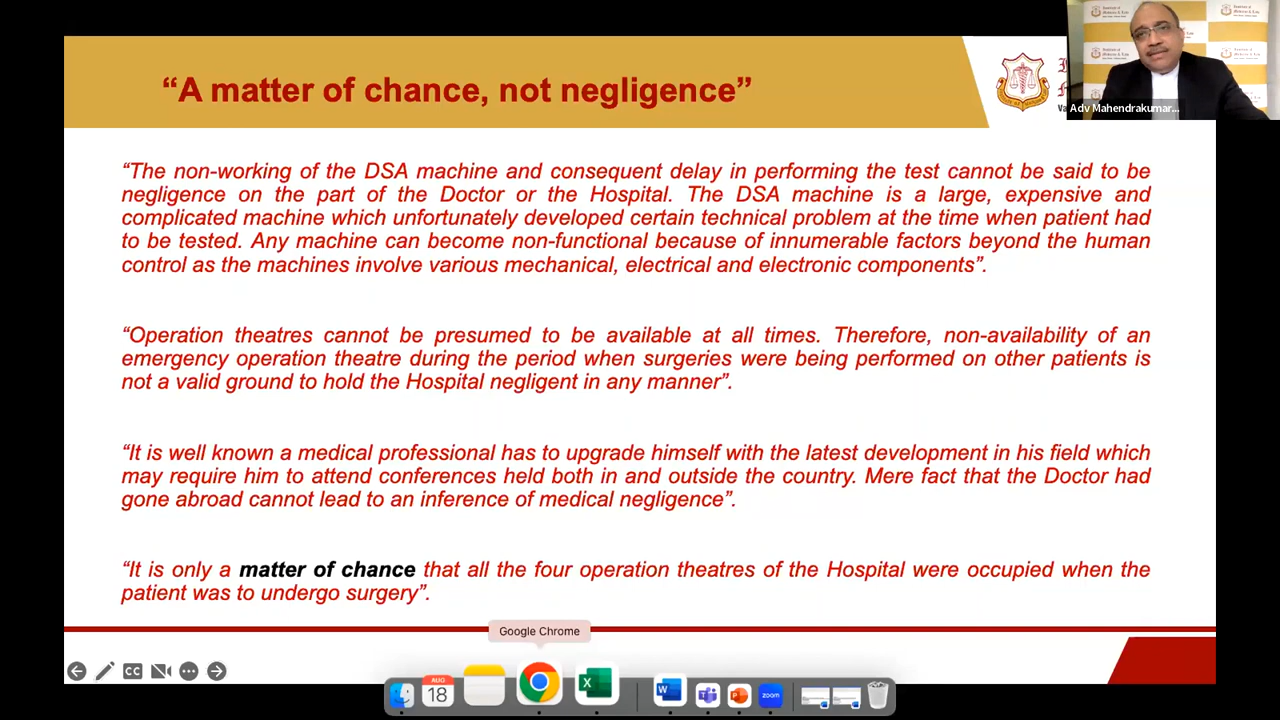 “A matter of chance, not negligence”
Adv Mahendrakumar...
“The non-working of the DSA machine and consequent delay in performing the test cannot be said to be
negligence on the part of the Doctor or the Hospital. The DSA machine is a large, expensive and
complicated machine which unfortunately developed certain technical problem at the time when patient had
to be tested. Any machine can become non-functional because of innumerable factors beyond the human
control as the machines involve various mechanical, electrical and electronic components”.
“Operation theatres cannot be presumed to be available at all times. Therefore, non-availability of an
emergency operation theatre during the period when surgeries were being performed on other patients is
not a valid ground to hold the Hospital negligent in any manner”.
“It is well known a medical professional has to upgrade himself with the latest development in his field which
may require him to attend conferences held both in and outside the country. Mere fact that the Doctor had
gone abroad cannot lead to an inference of medical negligence”.
“It is only a matter of chance that all the four operation theatres of the Hospital were occupied when the
patient was to undergo surgery”.
Google Chrome
CC
AUG
18
X
W
zoom